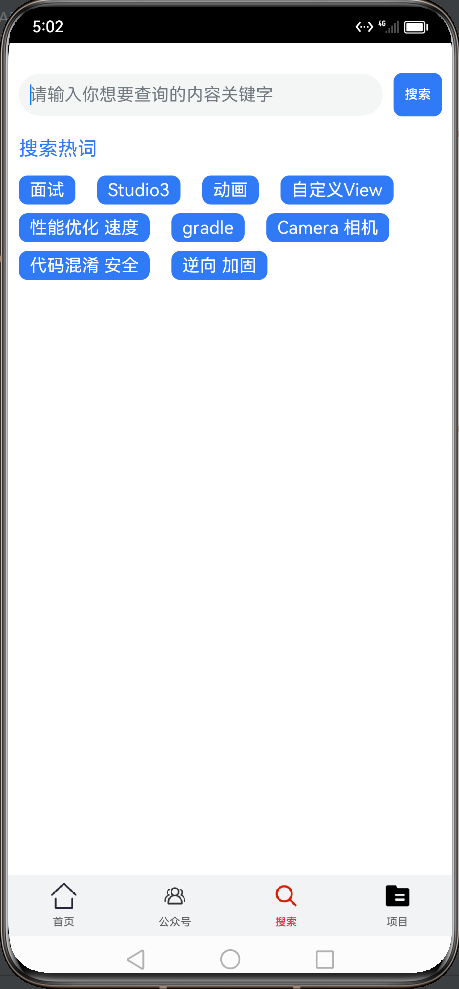 5:02
4G
请输入你想要查询的内容关键字
搜索
搜索热词
面试 Studio3 动画 自定义View
性能优化 速度 gradle Camera 相机
代码混淆 安全 逆向 加固
首页 公众号 搜索 项目